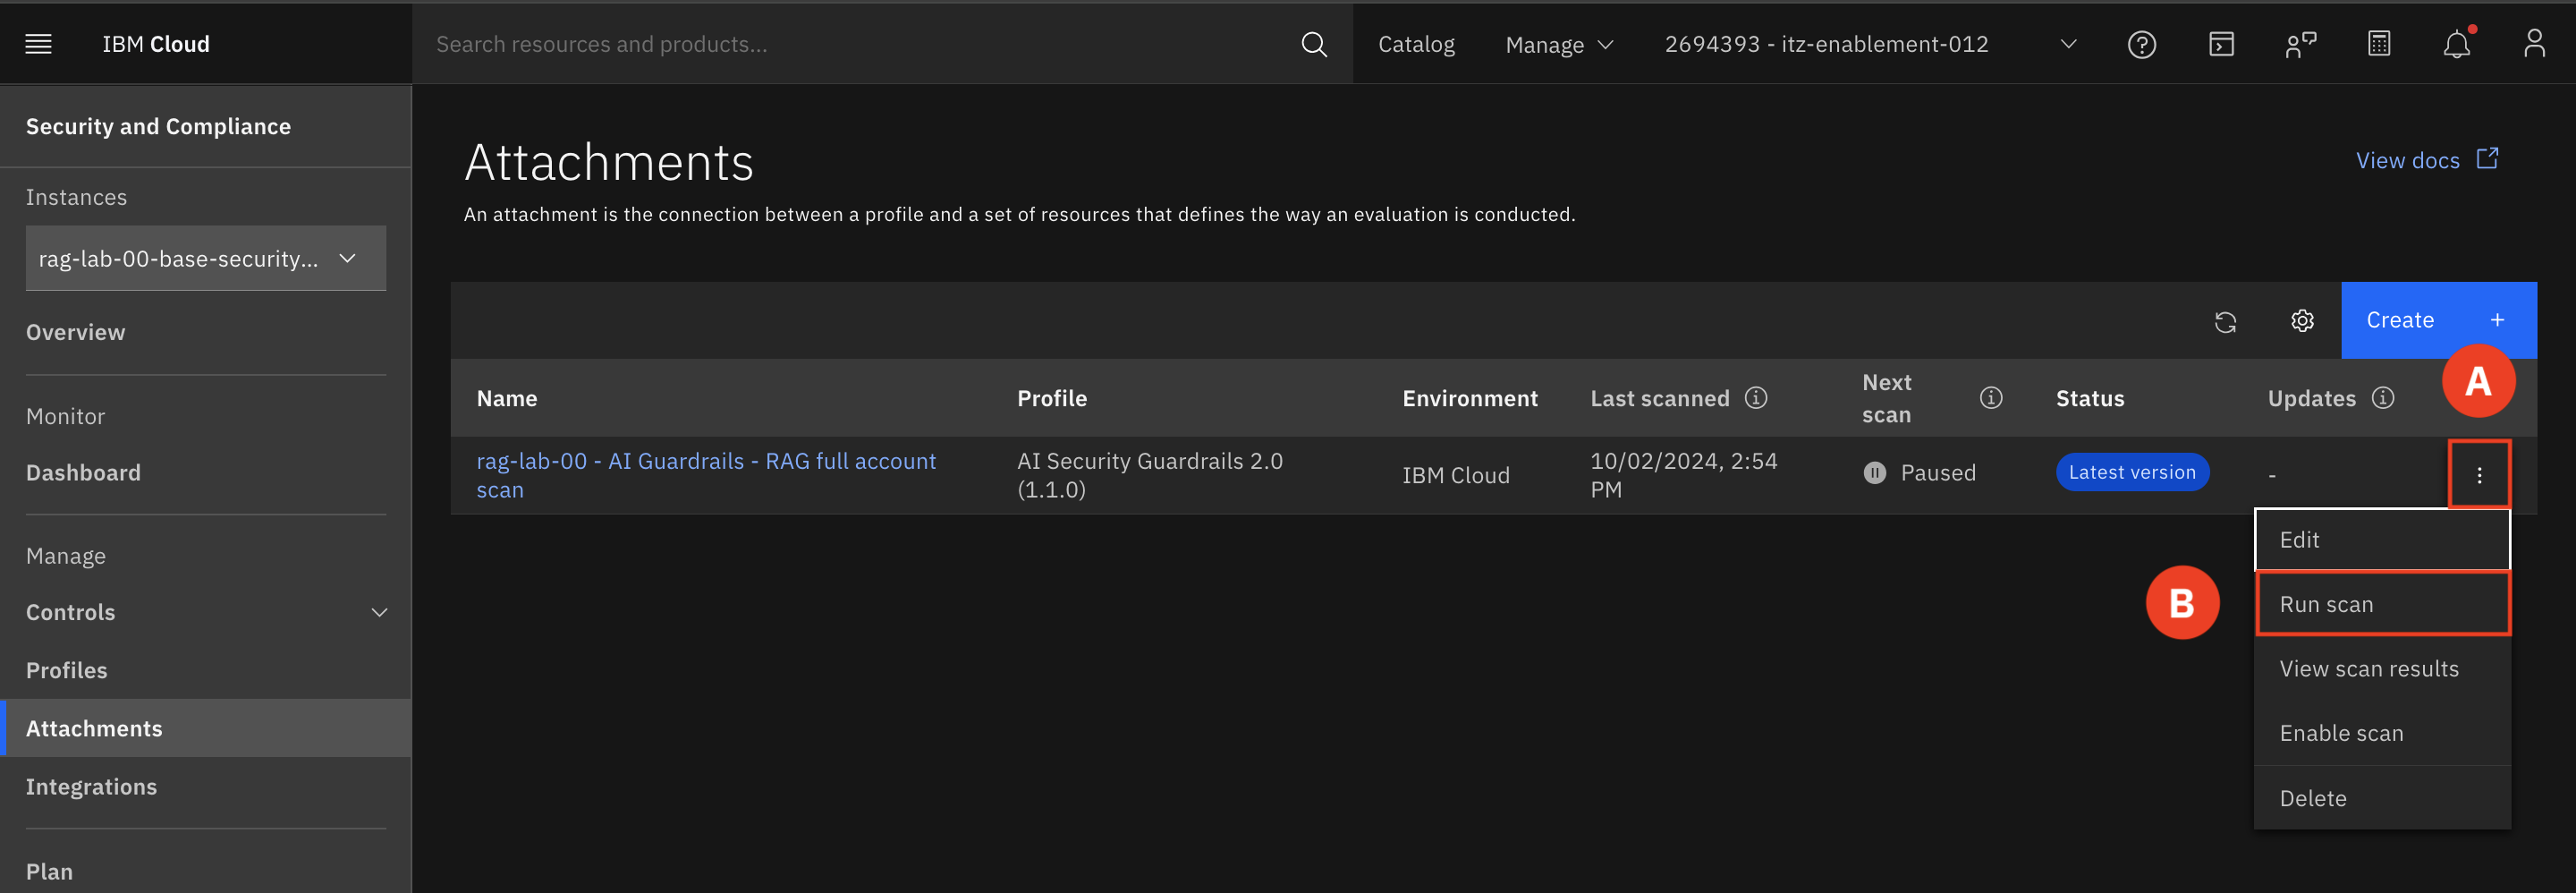 IBM Cloud
Search resources and products...
Catalog
Manage
2694393 - itz-enablement-012
Security and Compliance
Instances
rag-lab-00-base-security...
Overview
Monitor
Dashboard
Manage
Controls
Profiles
Attachments
Integrations
Plan
Attachments
View docs
An attachment is the connection between a profile and a set of resources that defines the way an evaluation is conducted.
Create +
A
Name
Profile
Environment
Last scanned
Next
scan
Status
Updates
rag-lab-00 - AI Guardrails - RAG full account
scan
AI Security Guardrails 2.0
(1.1.0)
IBM Cloud
10/02/2024, 2:54
PM
Paused
Latest version
-
Edit
B
Run scan
View scan results
Enable scan
Delete